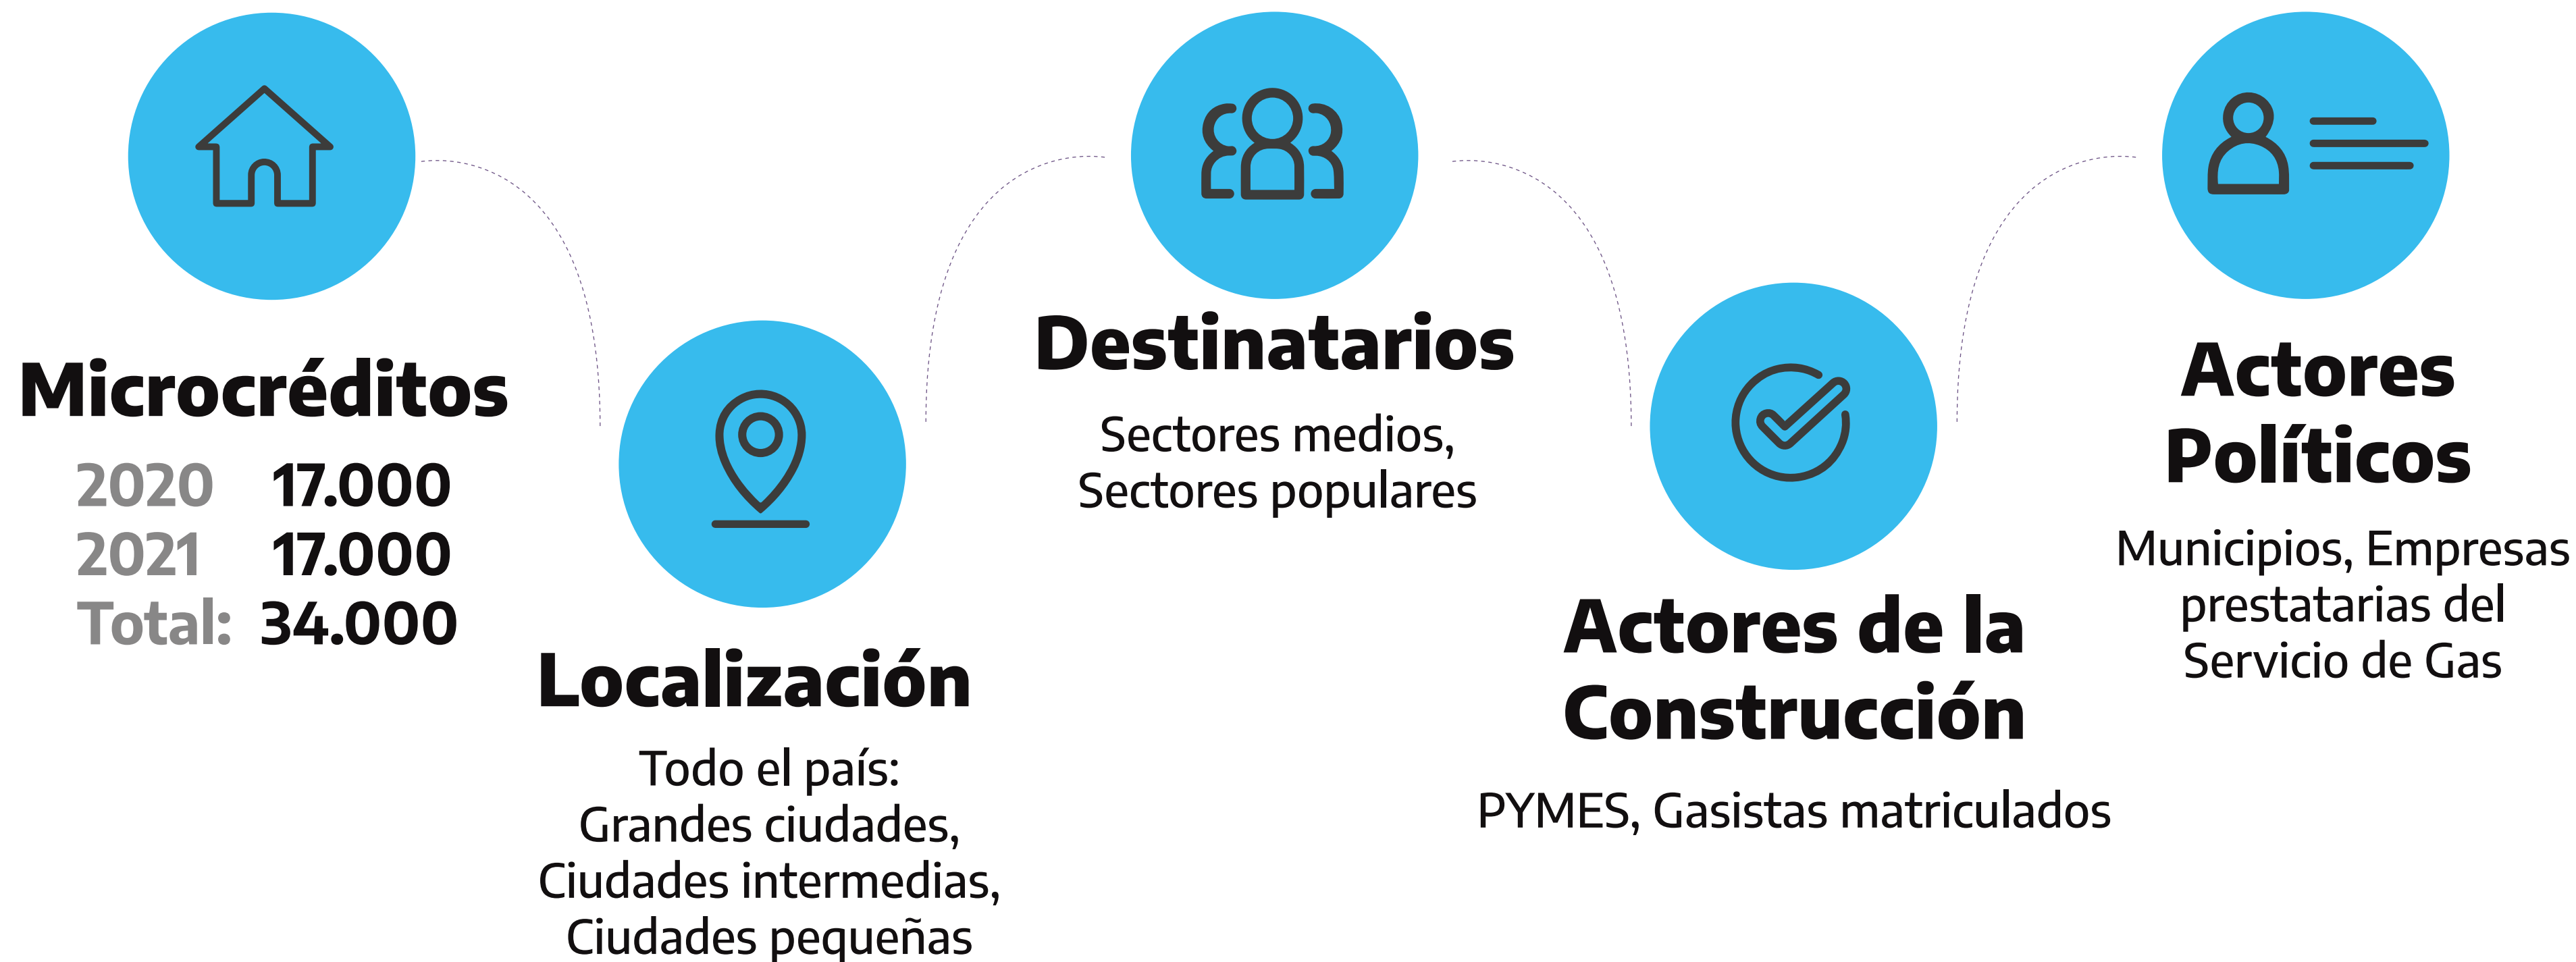 Microcréditos
2020 17.000
2021 17.000
Total: 34.000
Localización
Todo el país:
Grandes ciudades,
Ciudades intermedias,
Ciudades pequeñas
Destinatarios
Sectores medios,
Sectores populares
Actores de la
Construcción
PYMES, Gasistas matriculados
Actores
Políticos
Municipios, Empresas
prestatarias del
Servicio de Gas